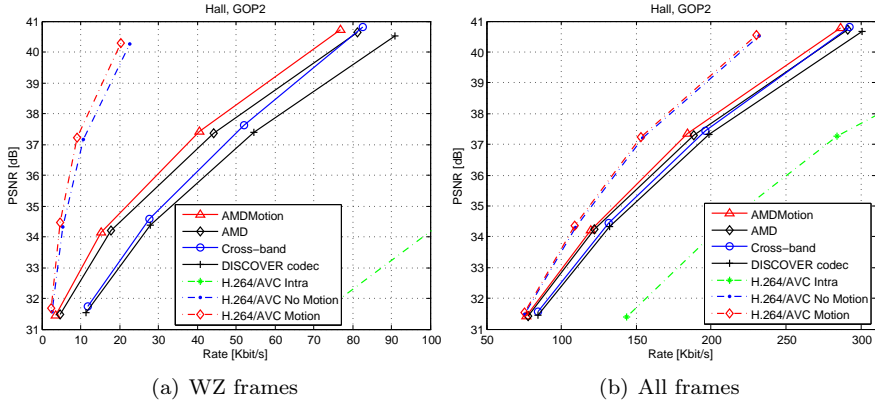 Hall, GOP2
41
40
39
38
37
36
35
34
33
32
31
PSNR [dB]
0 10 20 30 40 50 60 70 80 90 100
Rate [Kbit/s]
AMDMotion
AMD
Cross−band
DISCOVER codec
H.264/AVC Intra
H.264/AVC No Motion
H.264/AVC Motion
(a) WZ frames
Hall, GOP2
41
40
39
38
37
36
35
34
33
32
31
PSNR [dB]
50 100 150 200 250 300
Rate [Kbit/s]
AMDMotion
AMD
Cross−band
DISCOVER codec
H.264/AVC Intra
H.264/AVC No Motion
H.264/AVC Motion
(b) All frames